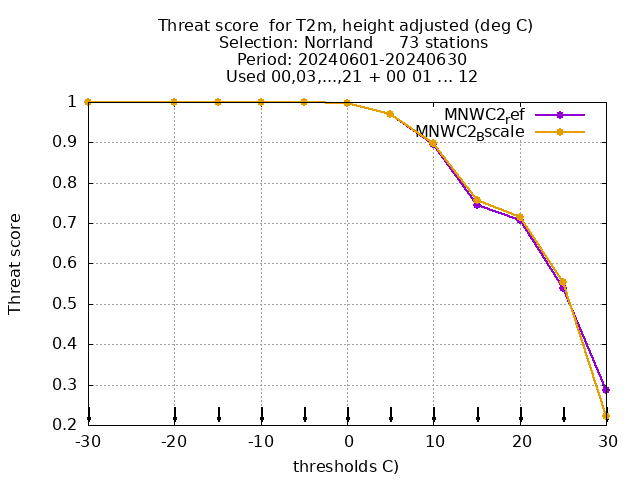 Threat score  for T2m, height adjusted (deg C)
Selection: Norrland     73 stations
Period: 20240601-20240630
Used 00,03,...,21 + 00 01 ... 12
MNWC2ref
MNWC2Bscale
1
0.9
0.8
0.7
0.6
0.5
0.4
0.3
0.2
Threat score
-30 -20 -10 0 10 20 30
thresholds C)